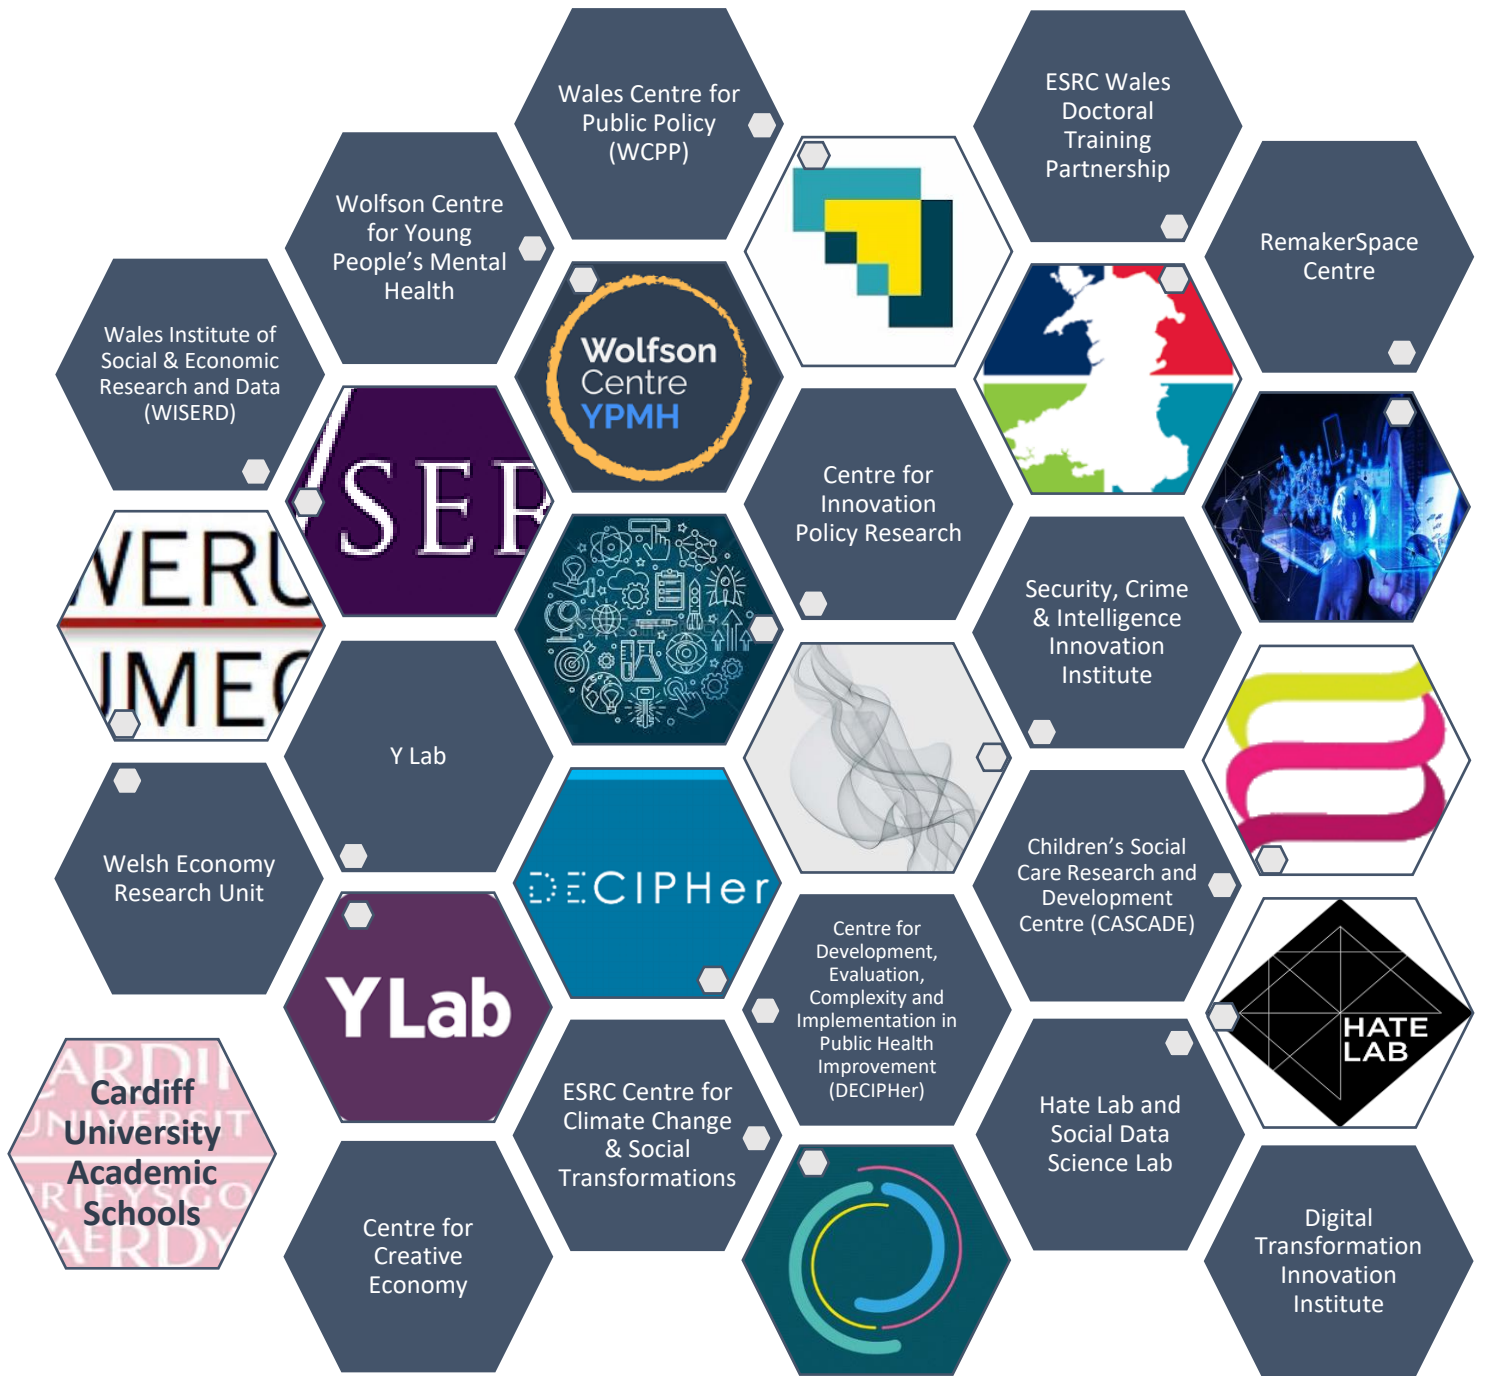 Wales Centre for
Public Policy
(WCPP)
ESRC Wales
Doctoral
Training
Partnership
Wolfson Centre
for Young
People’s Mental
Health
RemakerSpace
Centre
Wales Institute of
Social & Economic
Research and Data
(WISERD)
Wolfson
Centre
YPMH
SER
Centre for
Innovation
Policy Research
Security, Crime
& Intelligence
Innovation
Institute
WERU
UMEC
Y Lab
Welsh Economy
Research Unit
DECIPHer
Children’s Social
Care Research and
Development
Centre (CASCADE)
Centre for
Development,
Evaluation,
Complexity and
Implementation in
Public Health
Improvement
(DECIPHer)
YLab
HATE
LAB
Cardiff
University
Academic
Schools
ESRC Centre for
Climate Change
& Social
Transformations
Hate Lab and
Social Data
Science Lab
Centre for
Creative
Economy
Digital
Transformation
Innovation
Institute